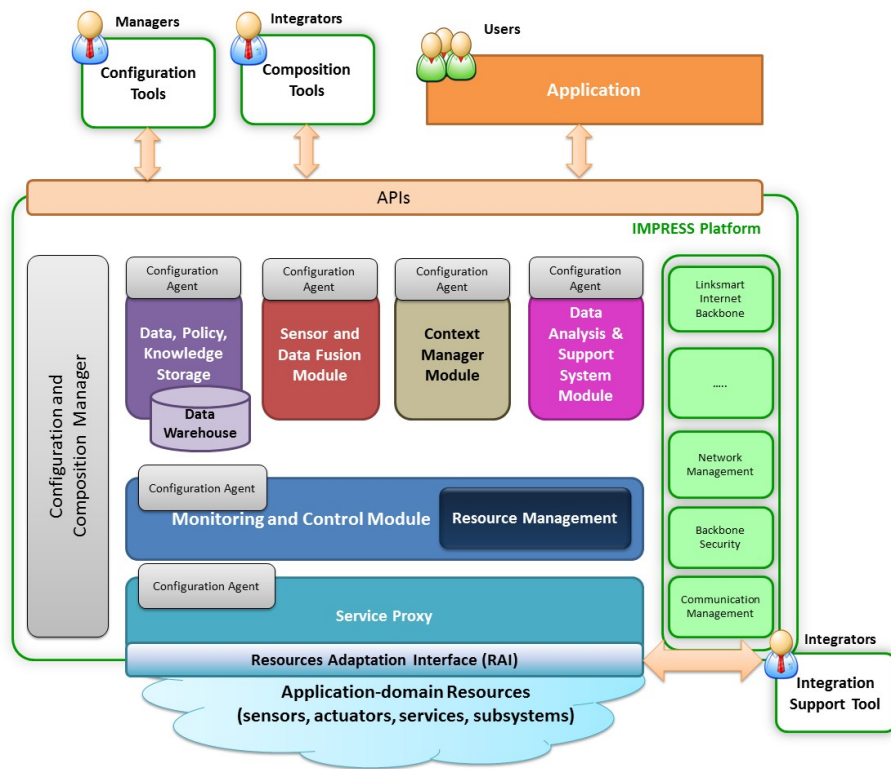 Managers
Integrators
Users
Configuration
Tools
Composition
Tools
Application
APIs
IMPRESS Platform
Configuration and
Composition Manager
Configuration
Agent
Data, Policy,
Knowledge
Storage
Data
Warehouse
Configuration
Agent
Sensor and
Data Fusion
Module
Configuration
Agent
Context
Manager
Module
Configuration
Agent
Data
Analysis &
Support
System
Module
Linksmart
Internet
Backbone
.....
Network
Management
Backbone
Security
Communication
Management
Configuration Agent
Monitoring and Control Module
Resource Management
Configuration Agent
Service Proxy
Resources Adaptation Interface (RAI)
Application-domain Resources
(sensors, actuators, services, subsystems)
Integrators
Integration
Support Tool